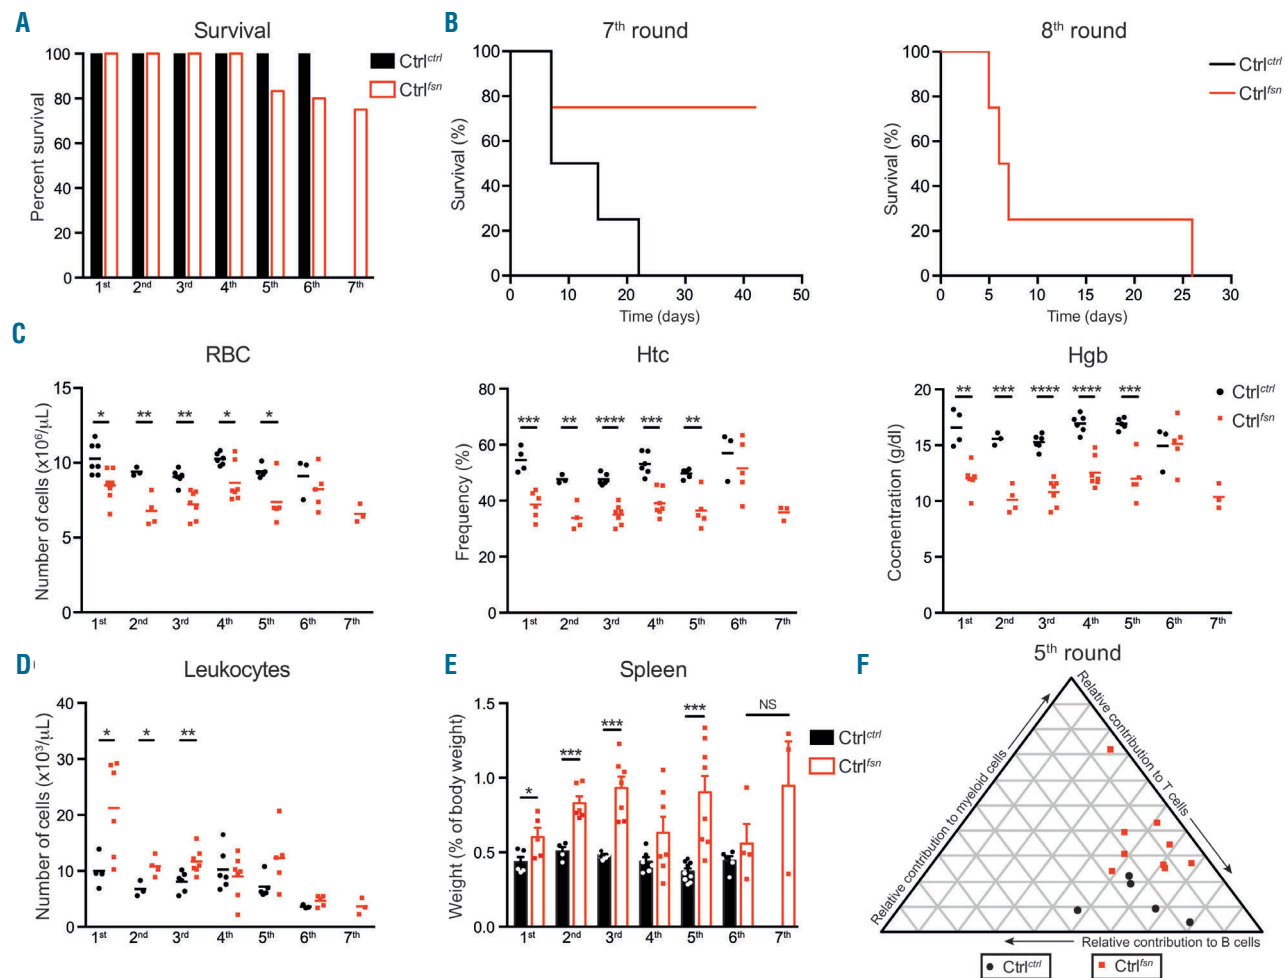 A
Survival
Percent survival
100
80
60
40
20
0
1st 2nd 3rd 4th 5th 6th 7th
Ctrlctrl
Ctrlfsn
B
7th round
Survival (%)
100
80
60
40
20
0
0 10 20 30 40 50
Time (days)
8th round
Survival (%)
100
80
60
40
20
0
0 5 10 15 20 25 30
Time (days)
Ctrlctrl
Ctrlfsn
C
RBC
Number of cells (x10⁶/μL)
15
10
5
0
* ** ** * *
1st 2nd 3rd 4th 5th 6th 7th
Htc
Frequency (%)
80
60
40
20
0
*** ** **** *** **
1st 2nd 3rd 4th 5th 6th 7th
Hgb
Cocnentration (g/dl)
20
15
10
5
0
** *** **** **** ***
1st 2nd 3rd 4th 5th 6th 7th
Ctrlctrl
Ctrlfsn
D
Leukocytes
Number of cells (x10³/μL)
40
30
20
10
0
* * **
1st 2nd 3rd 4th 5th 6th 7th
E
Spleen
Weight (% of body weight)
1.5
1.0
0.5
0.0
* *** *** *** NS
1st 2nd 3rd 4th 5th 6th 7th
Ctrlctrl
Ctrlfsn
F
5th round
Relative contribution to myeloid cells
Relative contribution to T cells
Relative contribution to B cells
Ctrlctrl
Ctrlfsn